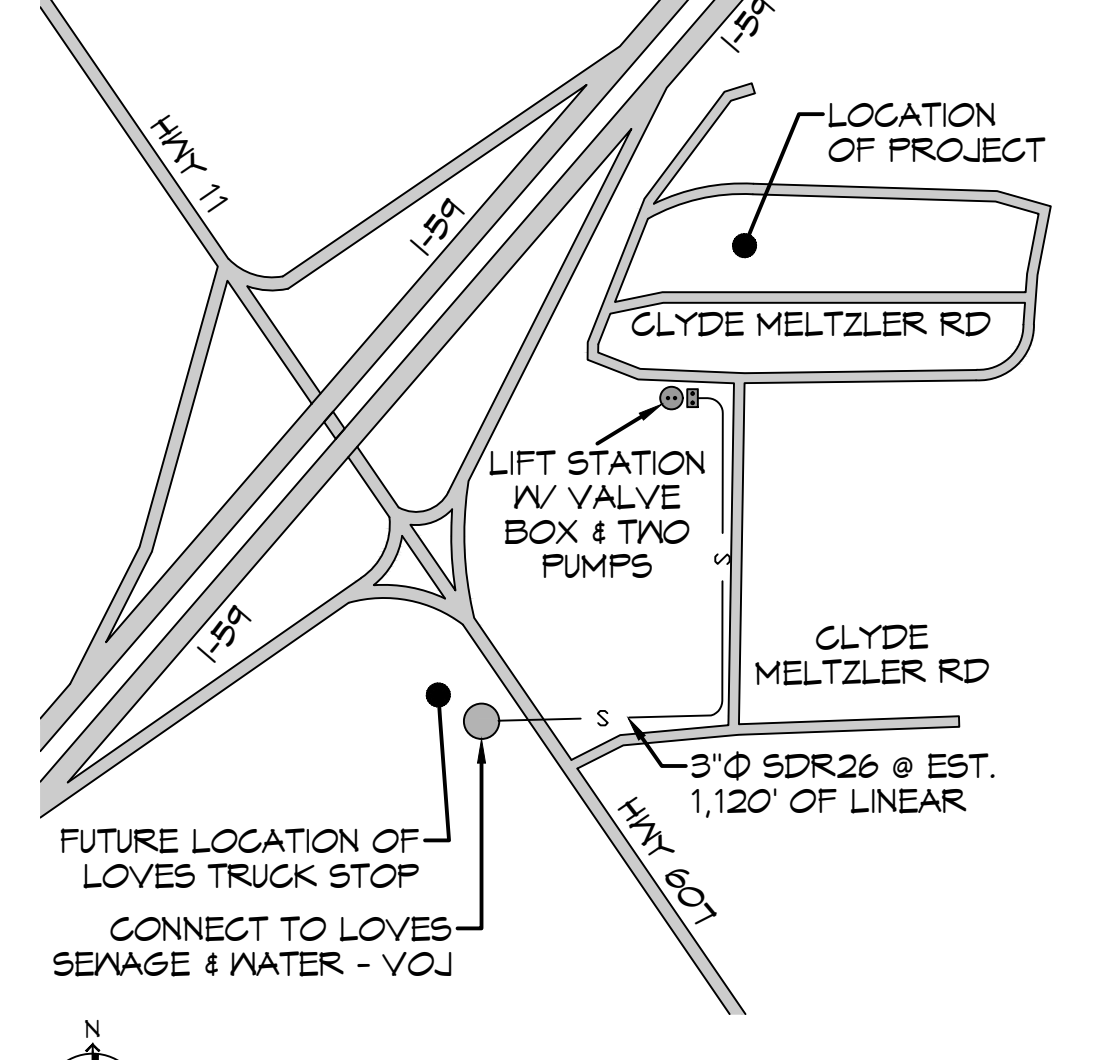 I-59
LOCATION
OF PROJECT
HWY 11
I-59
CLYDE MELTZLER RD
LIFT STATION
W/ VALVE
BOX & TWO
PUMPS
S
I-59
CLYDE
MELTZLER RD
S
3"Φ SDR26 @ EST.
1,120' OF LINEAR
HWY 607
FUTURE LOCATION OF
LOVES TRUCK STOP
CONNECT TO LOVES
SEWAGE & WATER - VOJ
N